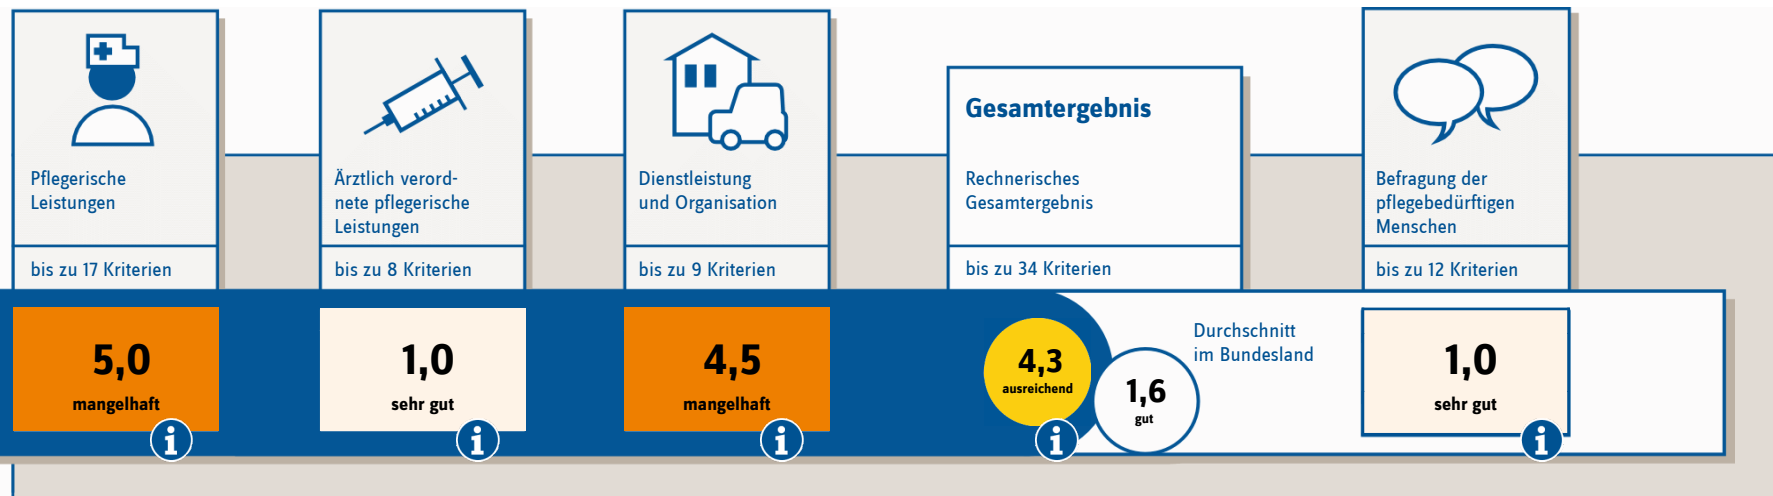 Pflegerische
Leistungen
bis zu 17 Kriterien
5,0
mangelhaft
i
Ärztlich verord-
nete pflegerische
Leistungen
bis zu 8 Kriterien
1,0
sehr gut
i
Dienstleistung
und Organisation
bis zu 9 Kriterien
4,5
mangelhaft
i
Gesamtergebnis
Rechnerisches
Gesamtergebnis
bis zu 34 Kriterien
4,3
ausreichend
i
Durchschnitt
im Bundesland
1,6
gut
Befragung der
pflegebedürftigen
Menschen
bis zu 12 Kriterien
1,0
sehr gut
i